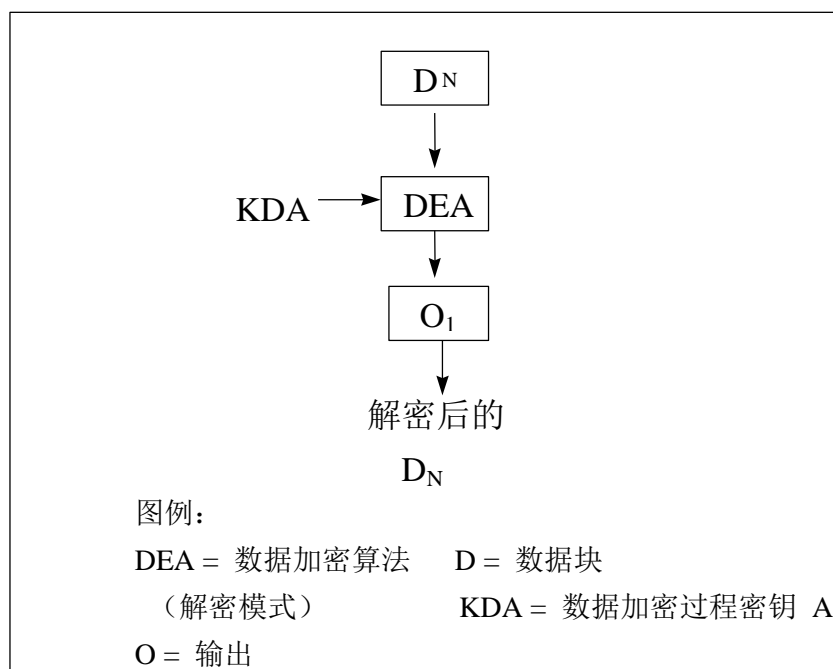 DN
KDA
DEA
O1
解密后的
DN
图例：
DEA = 数据加密算法 D = 数据块
（解密模式） KDA = 数据加密过程密钥 A
O = 输出